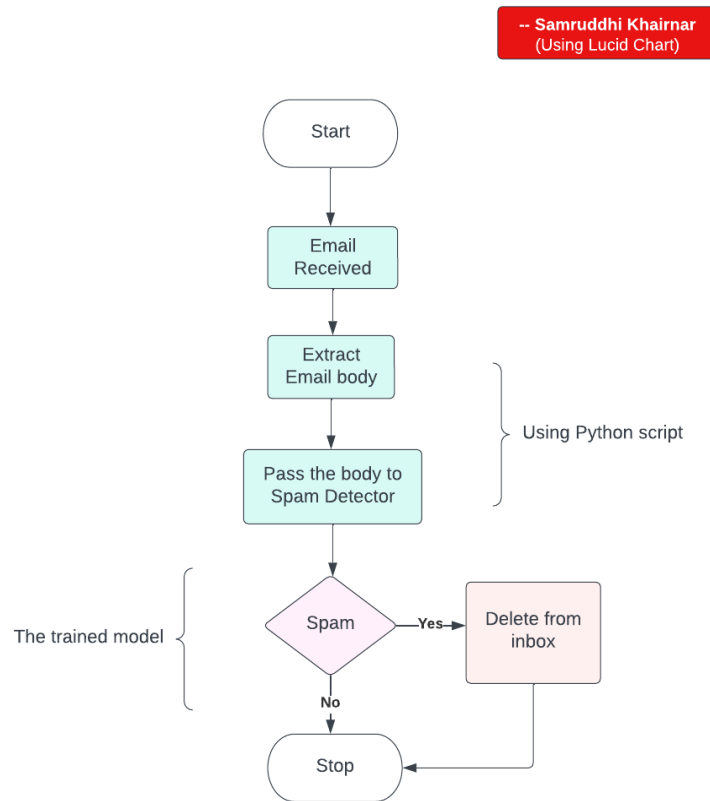 -- Samruddhi Khairnar
(Using Lucid Chart)
Start
Email
Received
Extract
Email body
Using Python script
Pass the body to
Spam Detector
The trained model
Spam
Yes
Delete from
inbox
No
Stop